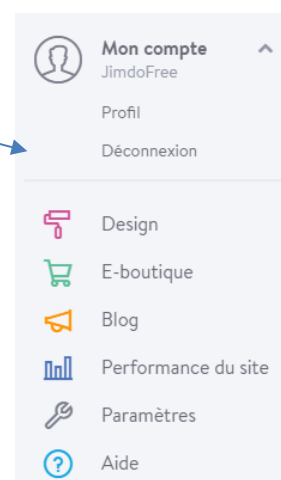 Mon compte
JimdoFree
Profil
Déconnexion
Design
E-boutique
Blog
Performance du site
Paramètres
Aide